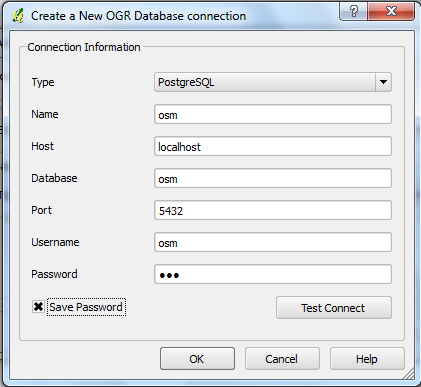 Create a New OGR Database connection
Connection Information
Type PostgreSQL
Name osm
Host localhost
Database osm
Port 5432
Username osm
Password ●●●
Save Password Test Connect
OK Cancel Help